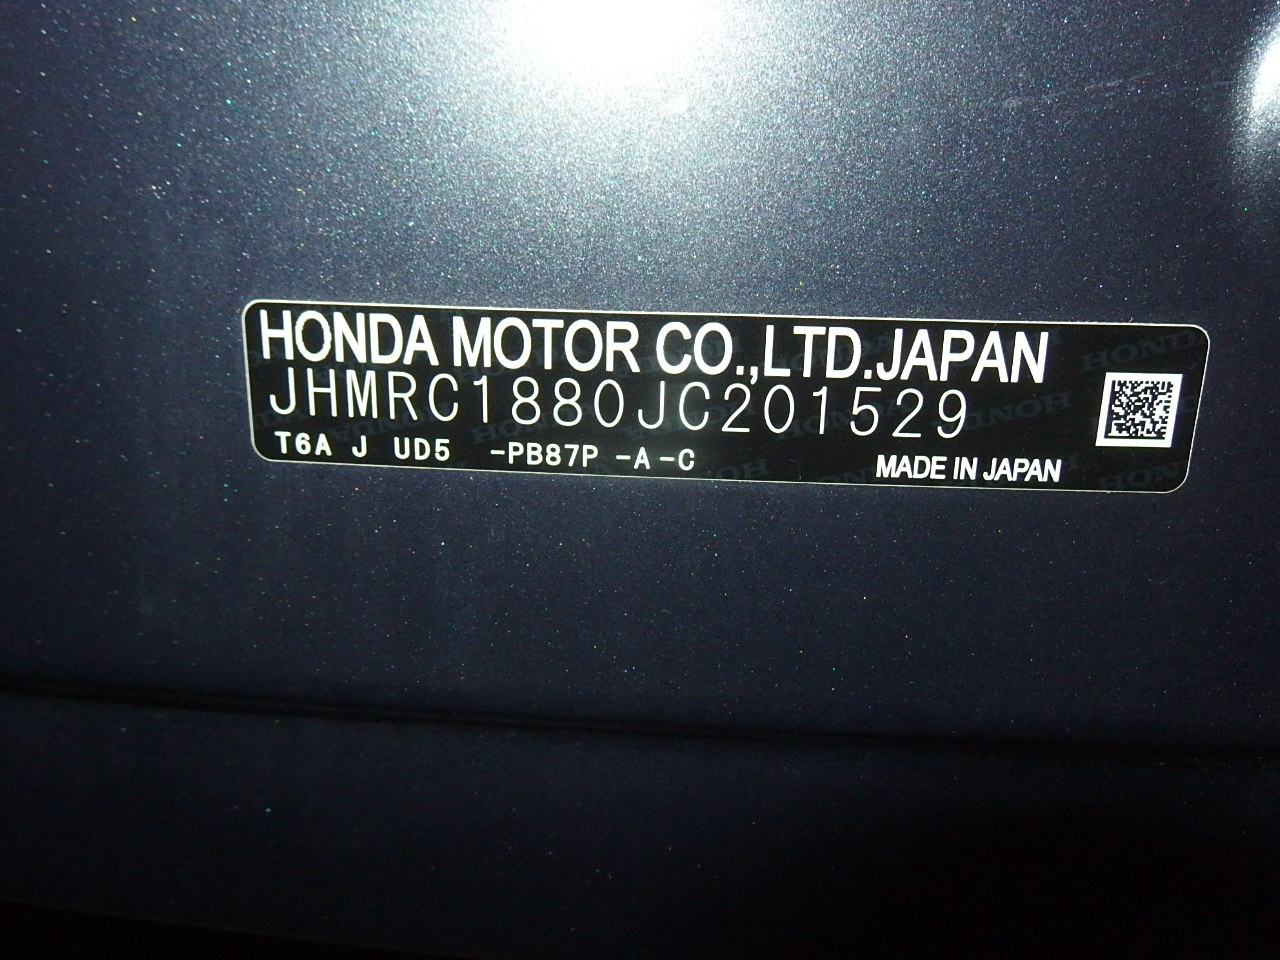 HONDA MOTOR CO.,LTD.JAPAN
JHMRC1880JC201529
T6A J UD5 -PB87P -A -C
MADE IN JAPAN